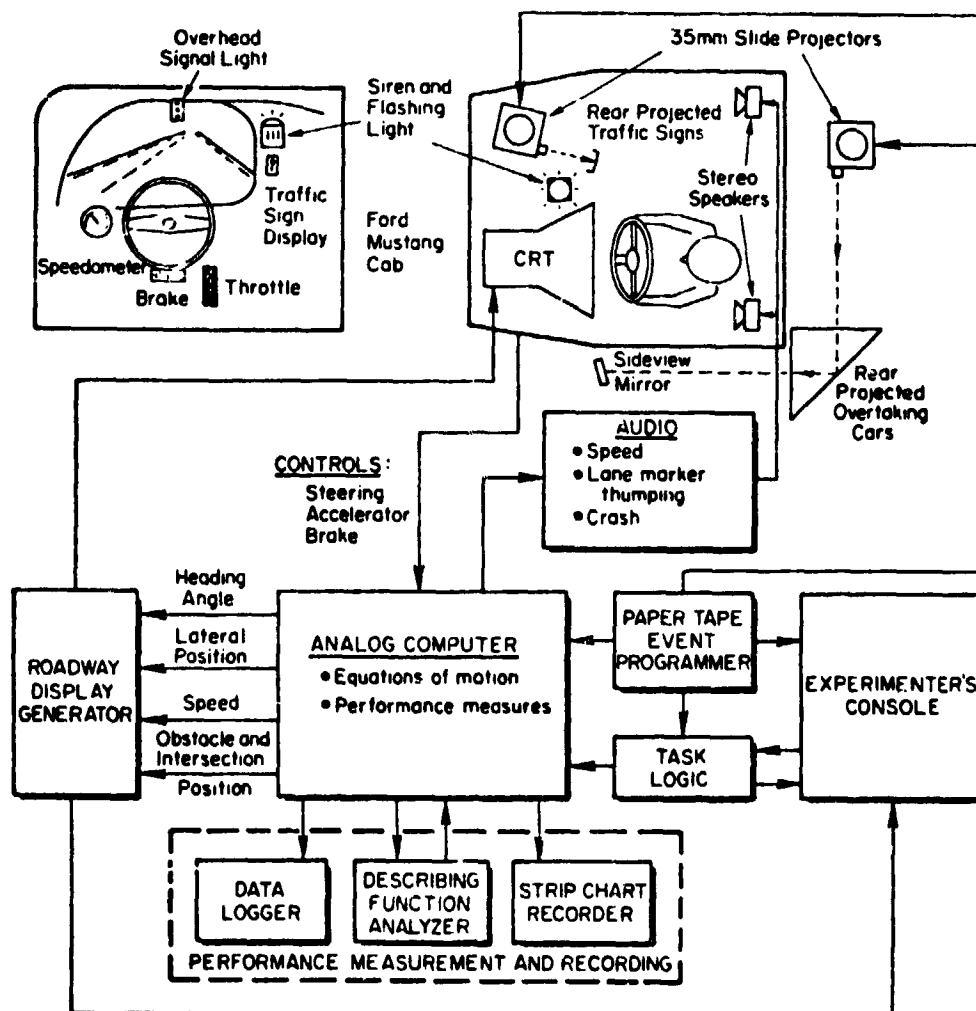 Overhead
Signal Light
35mm Slide Projectors
Siren and
Flashing
Light
Rear Projected
Traffic Signs
Traffic
Sign
Display
Ford
Mustang
Cab
Stereo
Speakers
CRT
Speedometer
Brake
Throttle
Sideview
Mirror
Rear
Projected
Overtaking
Cars
AUDIO
• Speed
• Lane marker
thumping
• Crash
CONTROLS:
Steering
Accelerator
Brake
Heading
Angle
Lateral
Position
Speed
Obstacle and
Intersection
Position
ROADWAY
DISPLAY
GENERATOR
ANALOG COMPUTER
• Equations of motion
• Performance measures
PAPER TAPE
EVENT
PROGRAMMER
TASK
LOGIC
EXPERIMENTER'S
CONSOLE
DATA
LOGGER
DESCRIBING
FUNCTION
ANALYZER
STRIP CHART
RECORDER
PERFORMANCE MEASUREMENT AND RECORDING